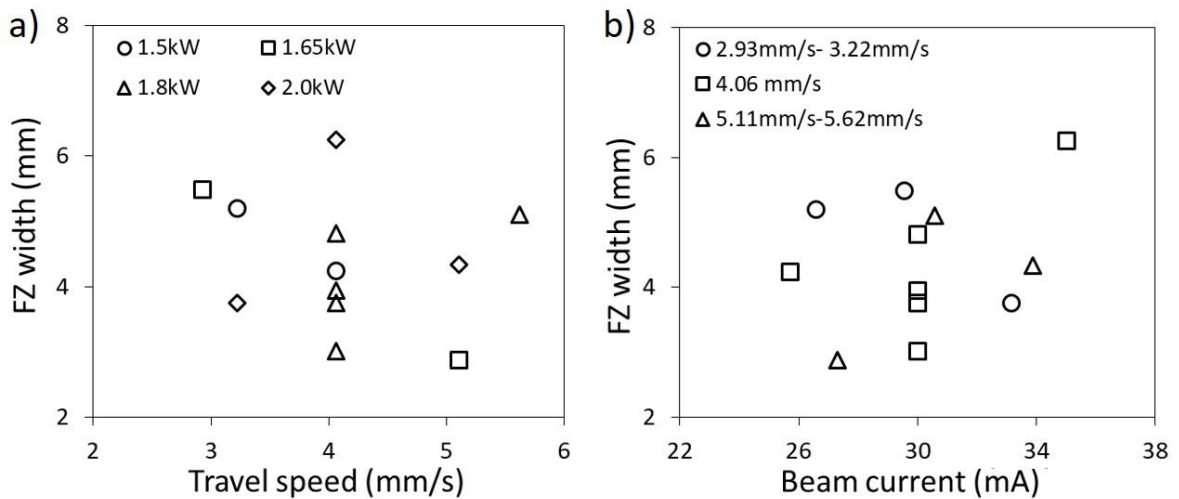 a)
8
6
4
2
FZ width (mm)
1.5kW
1.65kW
1.8kW
2.0kW
2 3 4 5 6
Travel speed (mm/s)
b)
8
6
4
2
FZ width (mm)
2.93mm/s- 3.22mm/s
4.06 mm/s
5.11mm/s-5.62mm/s
22 26 30 34 38
Beam current (mA)